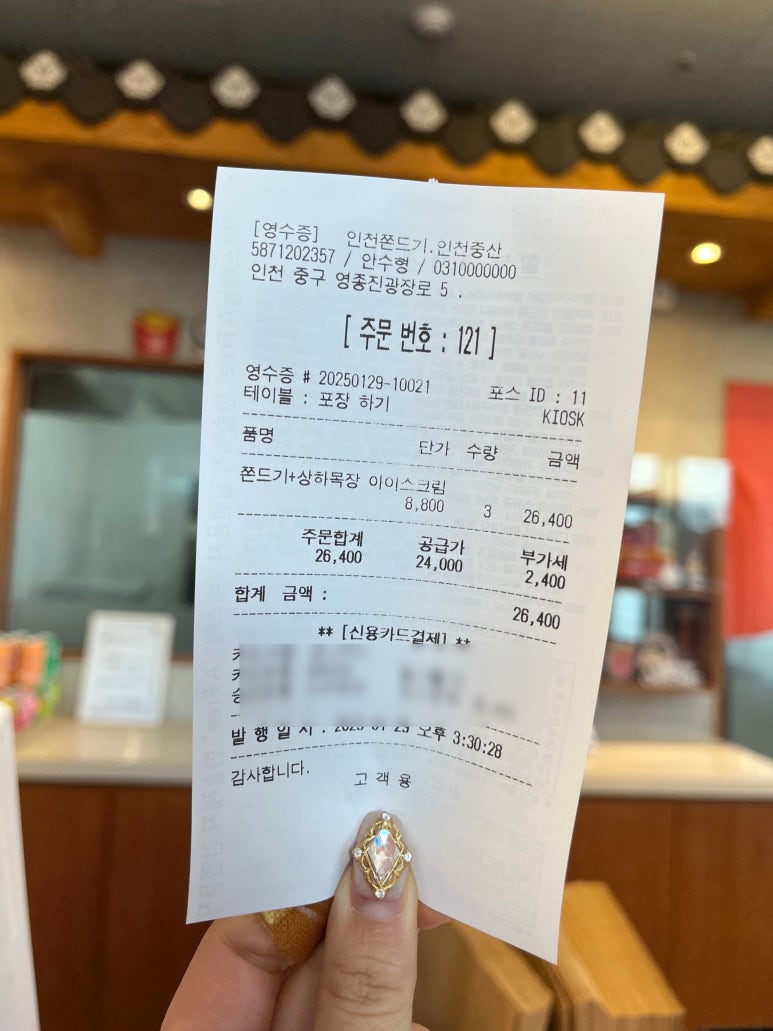 [영수증] 인천쫀드기.인천중산
5871202357 / 안수형 / 0310000000
인천 중구 영종진광장로 5 .
[ 주문 번호 : 121 ]
영수증 # 20250129-10021 포스 ID : 11
테이블 : 포장 하기 KIOSK
품명 단가 수량 금액
쫀드기+상하목장 아이스크림
8,800 3 26,400
주문합계 공급가 부가세
26,400 24,000 2,400
합계 금액 : 26,400
** [신용카드결제] **
발 행 일 시 : 오후 3:30:28
감사합니다.
고 객 용